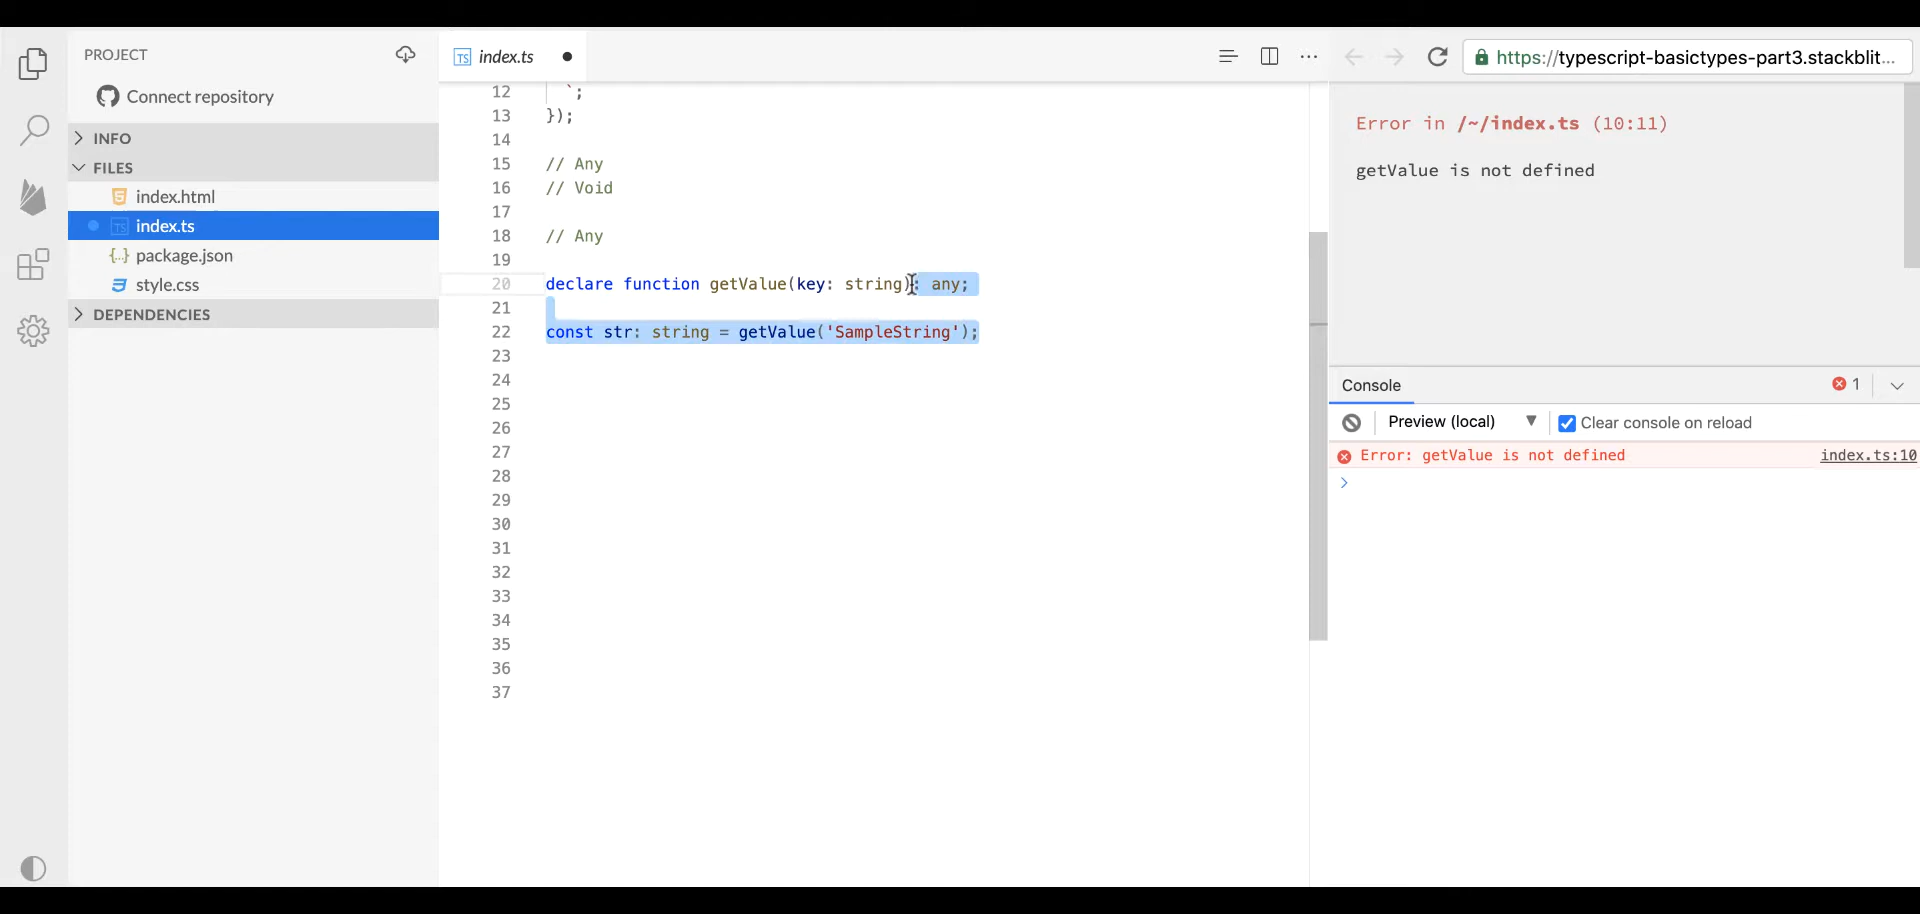 PROJECT
Connect repository
INFO
FILES
index.html
TS index.ts
package.json
style.css
DEPENDENCIES
TS index.ts
12 `;
13 });
14
15 // Any
16 // Void
17
18 // Any
19
20 declare function getValue(key: string): any;
21
22 const str: string = getValue('SampleString');
23
24
25
26
27
28
29
30
31
32
33
34
35
36
37
https://typescript-basictypes-part3.stackblit...
Error in /~/index.ts (10:11)
getValue is not defined
Console 1
Preview (local) Clear console on reload
Error: getValue is not defined index.ts:10